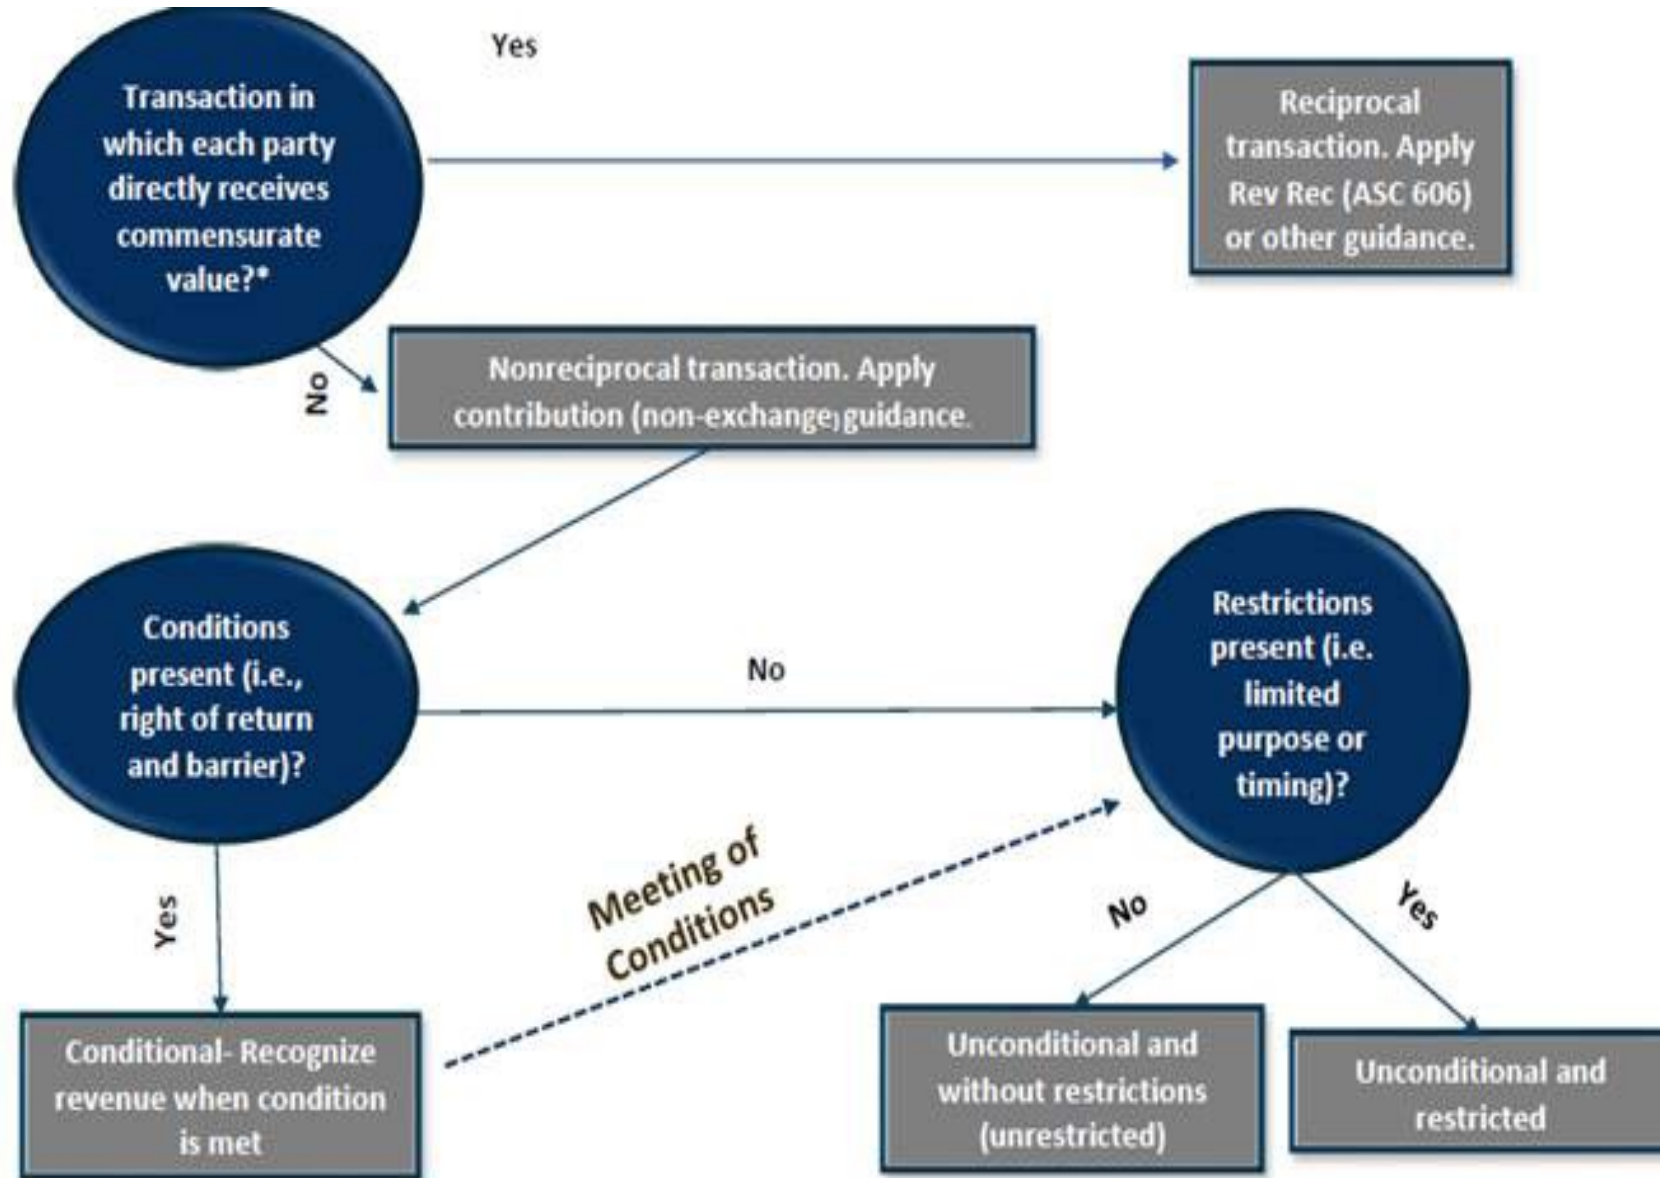 Yes
Transaction in
which each party
directly receives
commensurate
value?*
Reciprocal
transaction. Apply
Rev Rec (ASC 606)
or other guidance.
No
Nonreciprocal transaction. Apply
contribution (non-exchange) guidance.
Conditions
present (i.e.,
right of return
and barrier)?
No
Restrictions
present (i.e.
limited
purpose or
timing)?
Yes
Meeting of
Conditions
No
Yes
Conditional- Recognize
revenue when condition
is met
Unconditional and
without restrictions
(unrestricted)
Unconditional and
restricted